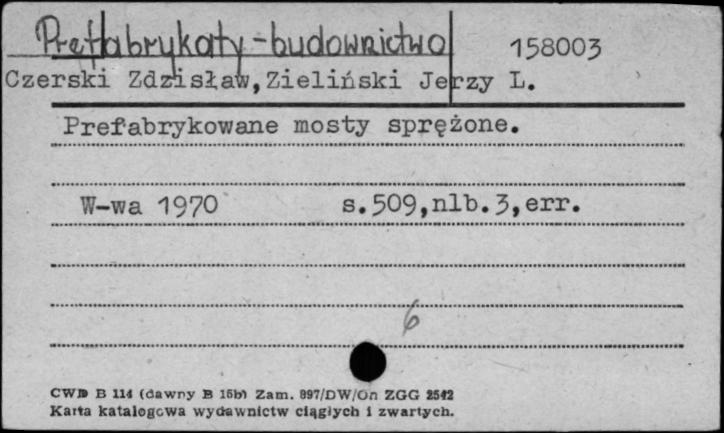 Prefabrykaty-budownictwo 158003
Czerski Zdzisław,Zieliński Jerzy L.
Prefabrykowane mosty sprężone.
W-wa 1970 s.509,nlb.3,err.
6
CWD B 114 (dawny B 15b) Zam. 897/DW/On ZGG 2542
Karta katalogowa wydawnictw ciągłych i zwartych.